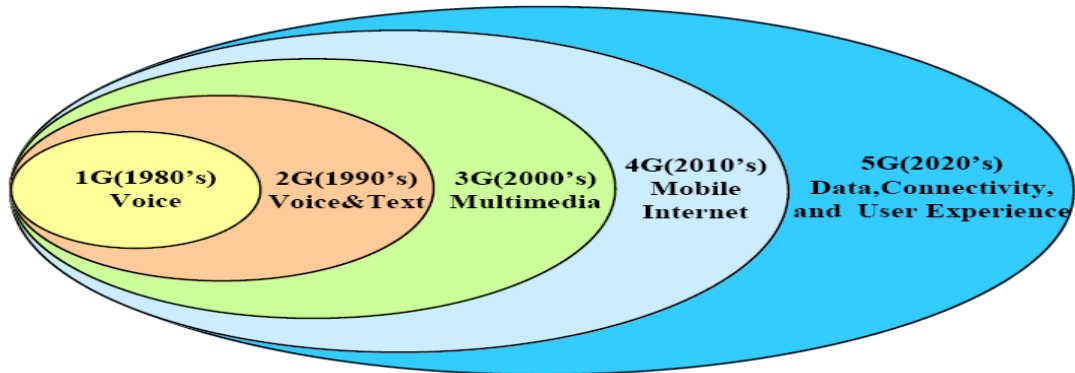 1G(1980's)
Voice
2G(1990's)
Voice&Text
3G(2000's)
Multimedia
4G(2010's)
Mobile
Internet
5G(2020's)
Data,Connectivity,
and User Experience